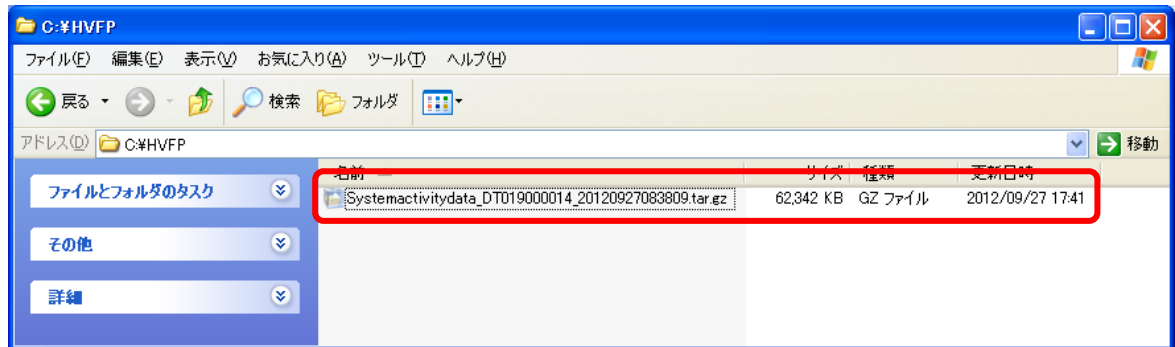 C:¥HVFP
ファイル(F) 編集(E) 表示(V) お気に入り(A) ツール(T) ヘルプ(H)
戻る 検索 フォルダ
アドレス(D) C:¥HVFP 移動
名前 サイズ 種類 更新日時
ファイルとフォルダのタスク
Systemactivitydata_DT019000014_20120927083809.tar.gz 62,342 KB GZ ファイル 2012/09/27 17:41
その他
詳細